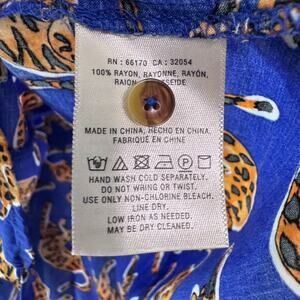 RN : 66170 CA : 32054
100% RAYON, RAYONNE, RAYÓN,
RAION
SEIDE
MADE IN CHINA, HECHO EN CHINA,
FABRIQUÉ EN CHINE
HAND WASH COLD SEPARATELY.
DO NOT WRING OR TWIST.
USE ONLY NON-CHLORINE BLEACH.
LINE DRY.
LOW IRON AS NEEDED.
MAY BE DRY CLEANED.